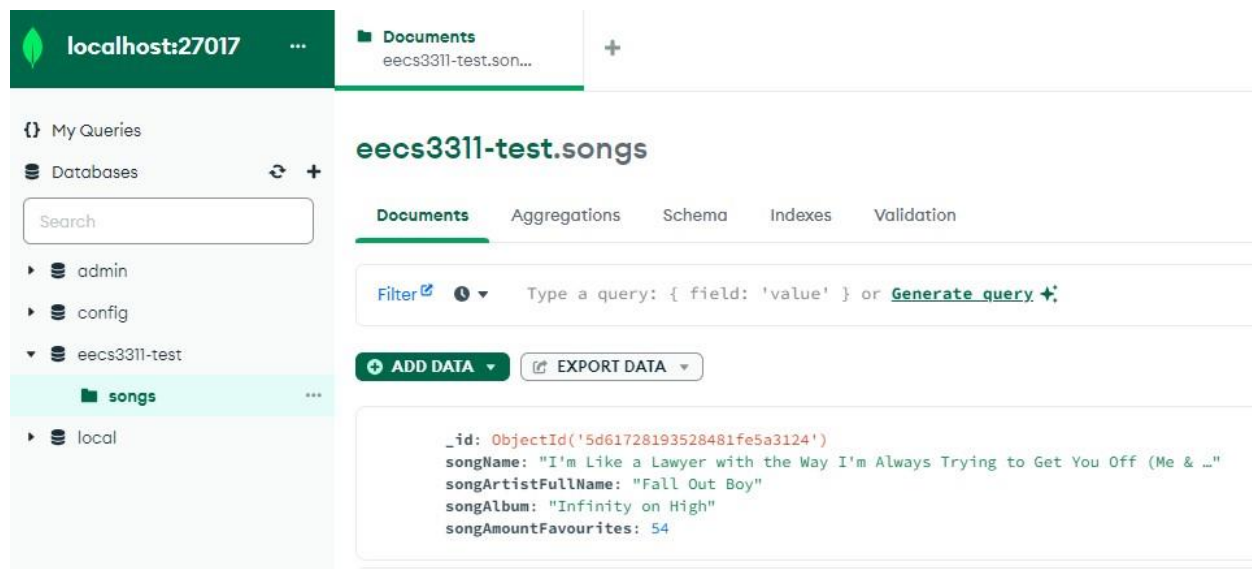 localhost:27017 ...
Documents
eecs3311-test.son...
{} My Queries
Databases
Search
admin
config
eecs3311-test
songs
local
eecs3311-test.songs
Documents Aggregations Schema Indexes Validation
Filter Type a query: { field: 'value' } or Generate query
ADD DATA EXPORT DATA
_id: ObjectId('5d61728193528481fe5a3124')
songName: "I'm Like a Lawyer with the Way I'm Always Trying to Get You Off (Me & …"
songArtistFullName: "Fall Out Boy"
songAlbum: "Infinity on High"
songAmountFavourites: 54